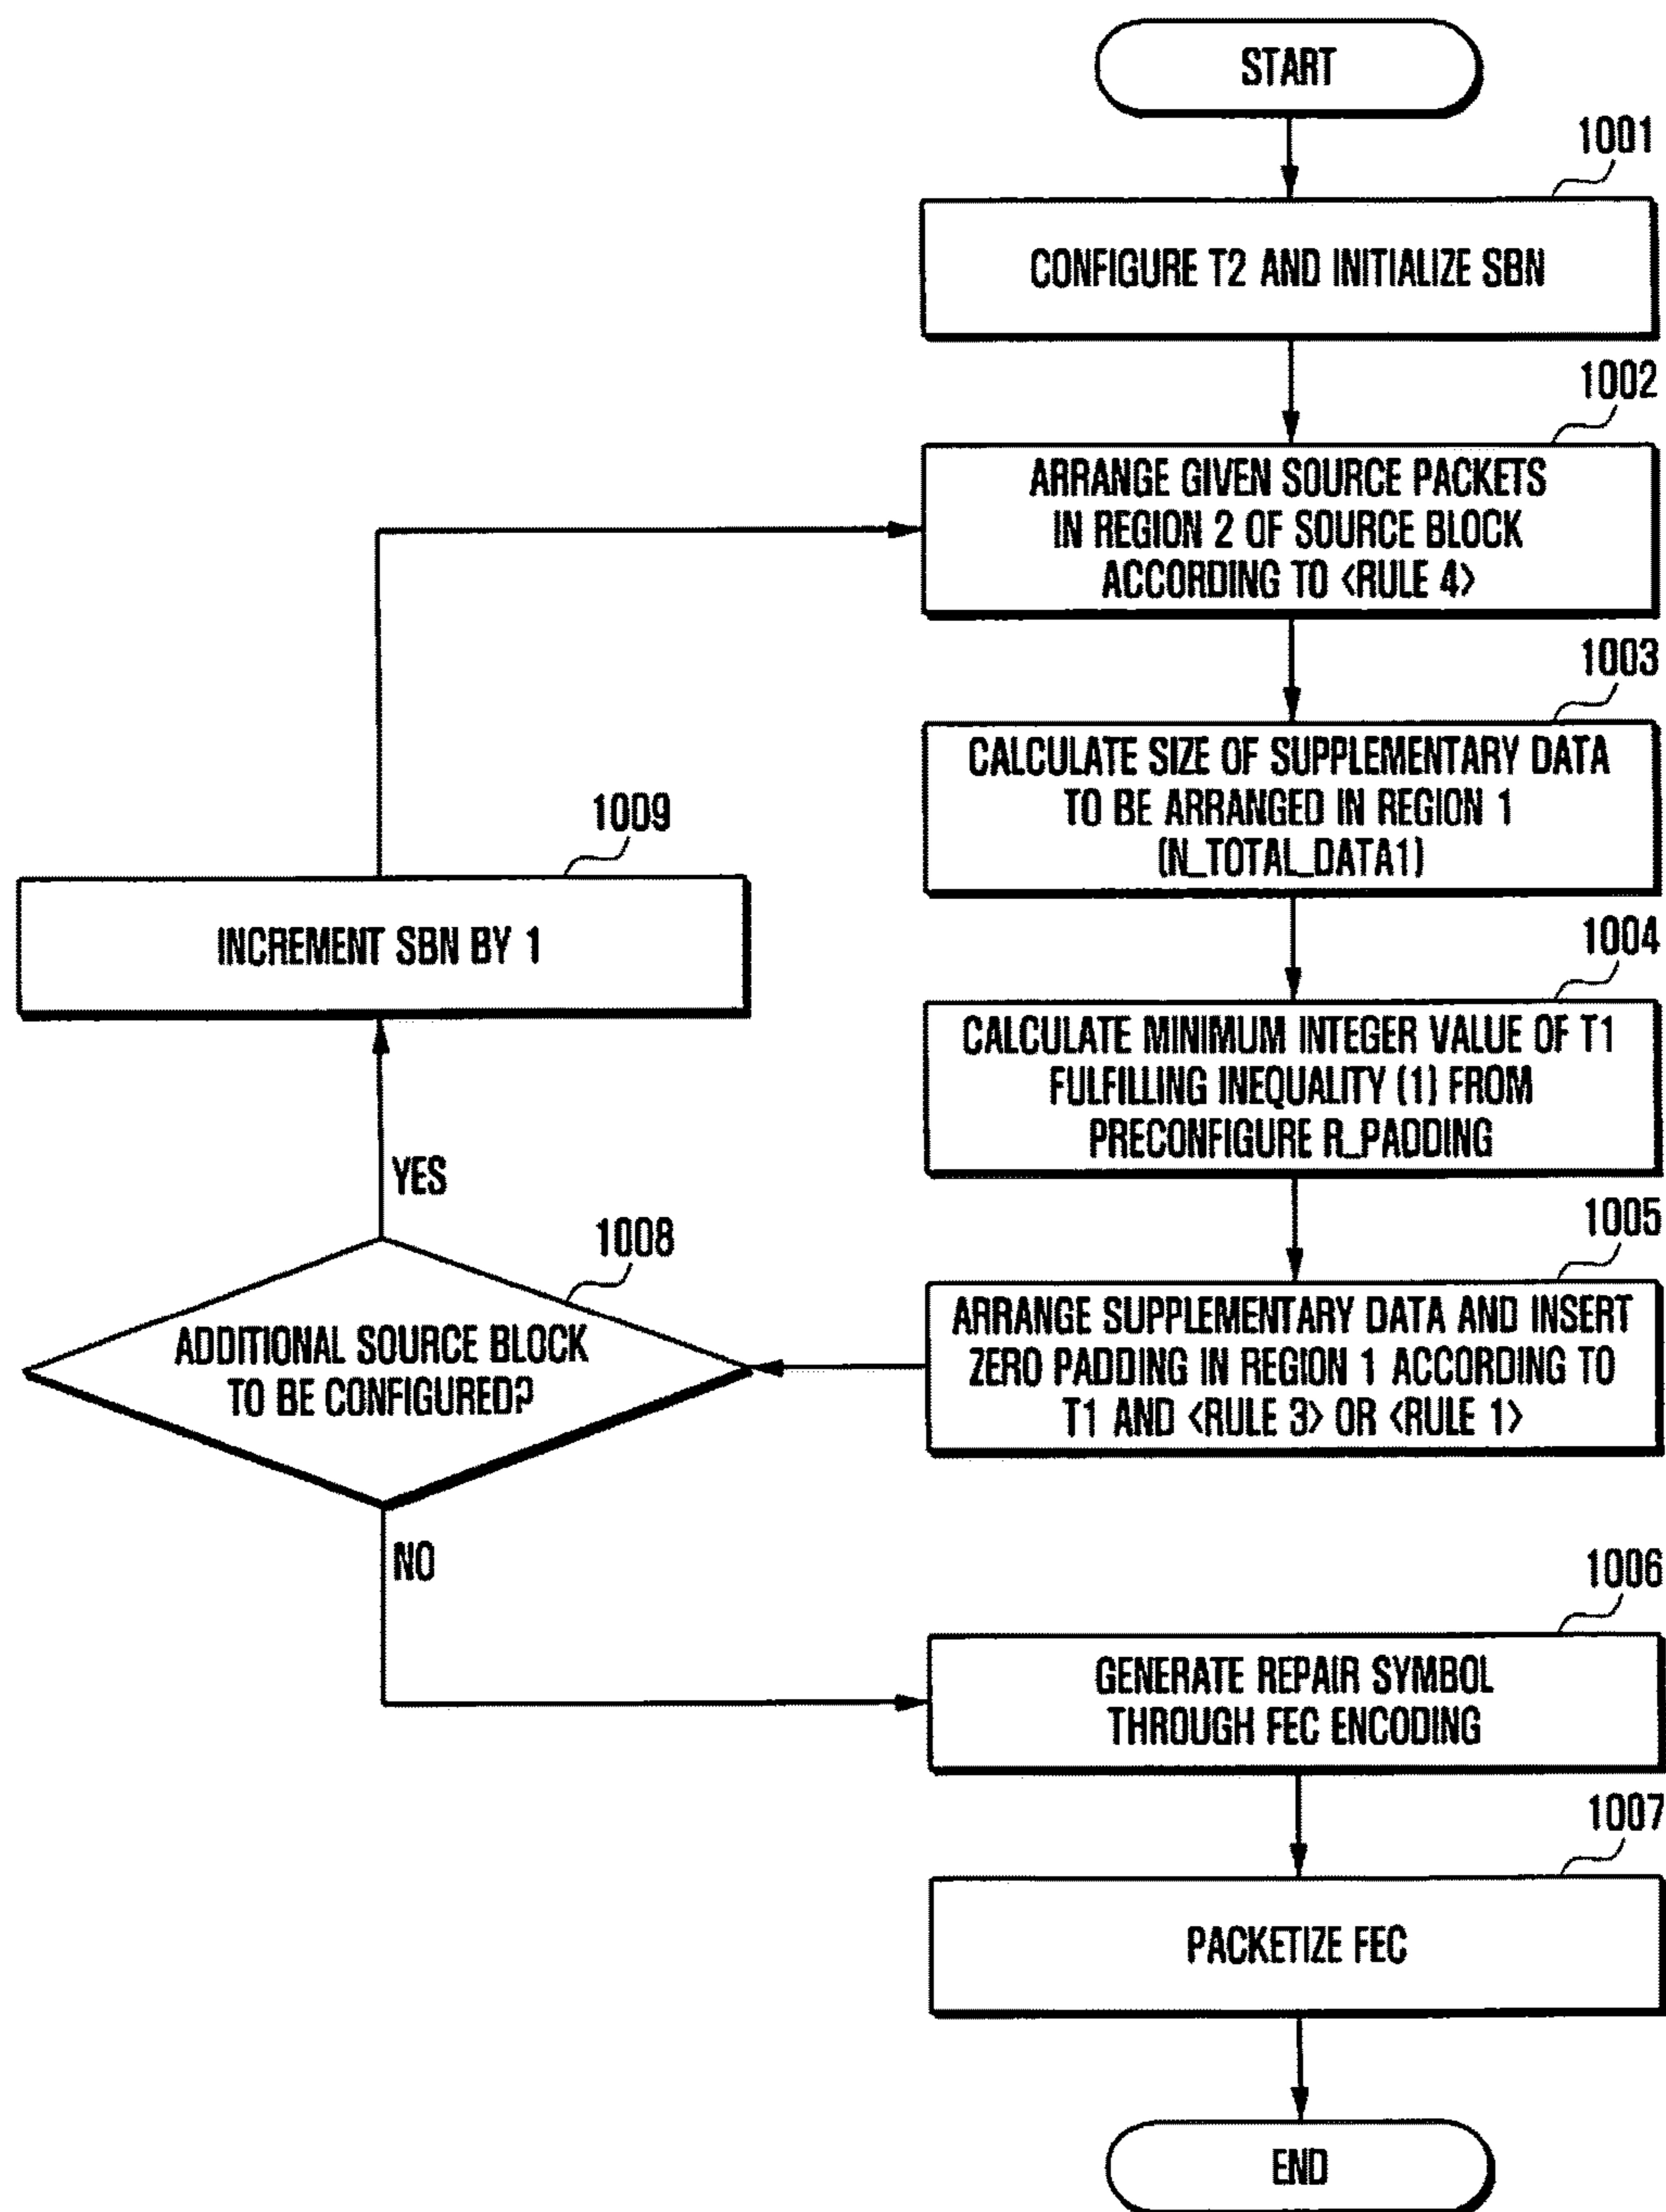 START
1001
CONFIGURE T2 AND INITIALIZE SBN
1002
ARRANGE GIVEN SOURCE PACKETS
IN REGION 2 OF SOURCE BLOCK
ACCORDING TO <RULE 4>
1003
CALCULATE SIZE OF SUPPLEMENTARY DATA
TO BE ARRANGED IN REGION 1
(N_TOTAL_DATA1)
1009
INCREMENT SBN BY 1
1004
CALCULATE MINIMUM INTEGER VALUE OF T1
FULFILLING INEQUALITY (1) FROM
PRECONFIGURE R_PADDING
YES
1008
ADDITIONAL SOURCE BLOCK
TO BE CONFIGURED?
1005
ARRANGE SUPPLEMENTARY DATA AND INSERT
ZERO PADDING IN REGION 1 ACCORDING TO
T1 AND <RULE 3> OR <RULE 1>
NO
1006
GENERATE REPAIR SYMBOL
THROUGH FEC ENCODING
1007
PACKETIZE FEC
END